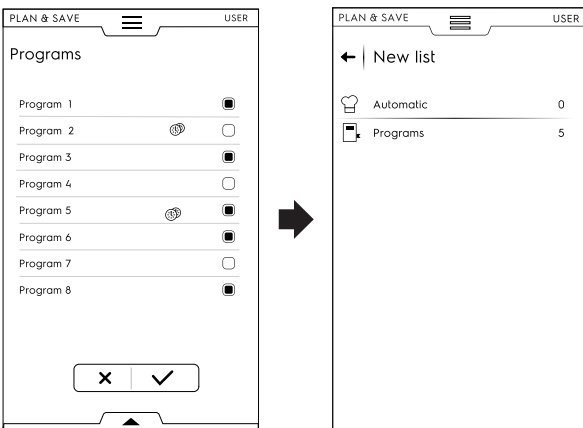 PLAN & SAVE USER
Programs
Program 1
Program 2
Program 3
Program 4
Program 5
Program 6
Program 7
Program 8
PLAN & SAVE USER
New list
Automatic 0
Programs 5